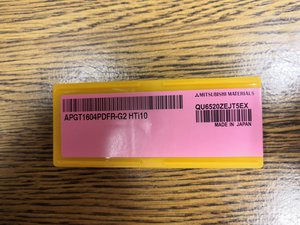 MITSUBISHI MATERIALS
APGT1604PDFR-G2 HTi10
QU6520ZEJT5EX
MADE IN JAPAN